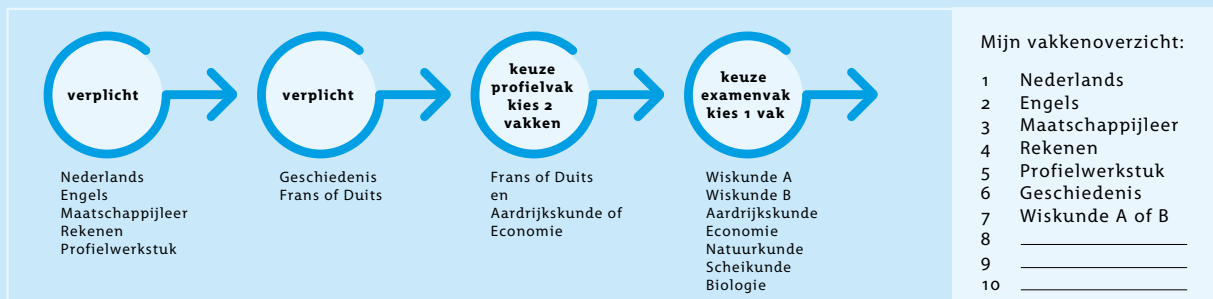 verplicht
Nederlands
Engels
Maatschappijleer
Rekenen
Profielwerkstuk
verplicht
Geschiedenis
Frans of Duits
keuze
profielvak
kies 2
vakken
Frans of Duits
en
Aardrijkskunde of
Economie
keuze
examenvak
kies 1 vak
Wiskunde A
Wiskunde B
Aardrijkskunde
Economie
Natuurkunde
Scheikunde
Biologie
Mijn vakkenoverzicht:
1 Nederlands
2 Engels
3 Maatschappijleer
4 Rekenen
5 Profielwerkstuk
6 Geschiedenis
7 Wiskunde A of B
8
9
10